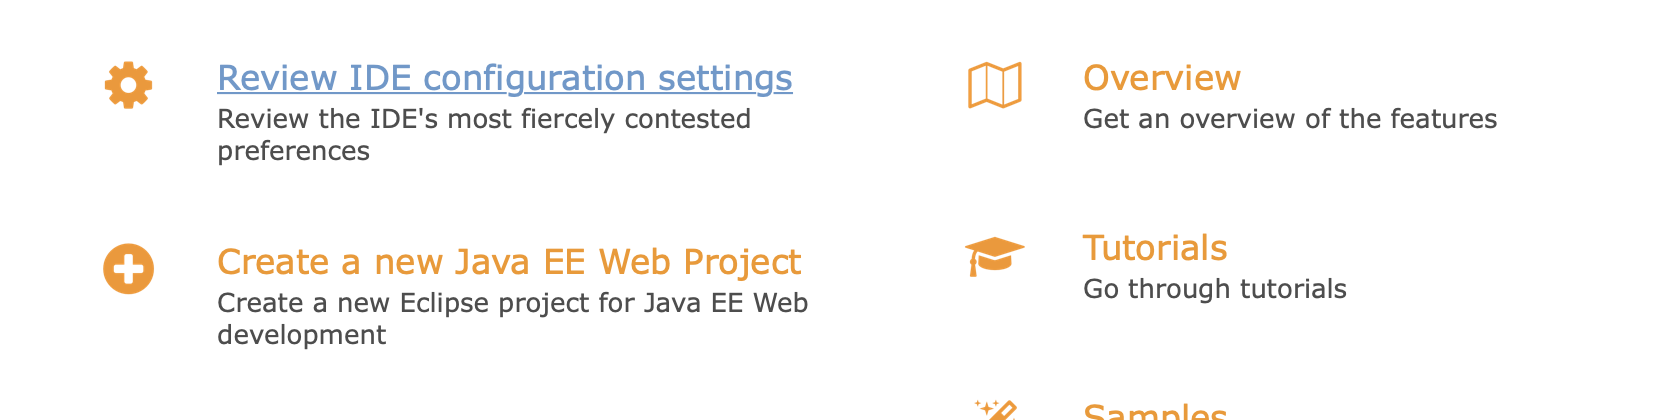 Review IDE configuration settings
Review the IDE's most fiercely contested
preferences
Create a new Java EE Web Project
Create a new Eclipse project for Java EE Web
development
Overview
Get an overview of the features
Tutorials
Go through tutorials
Samples